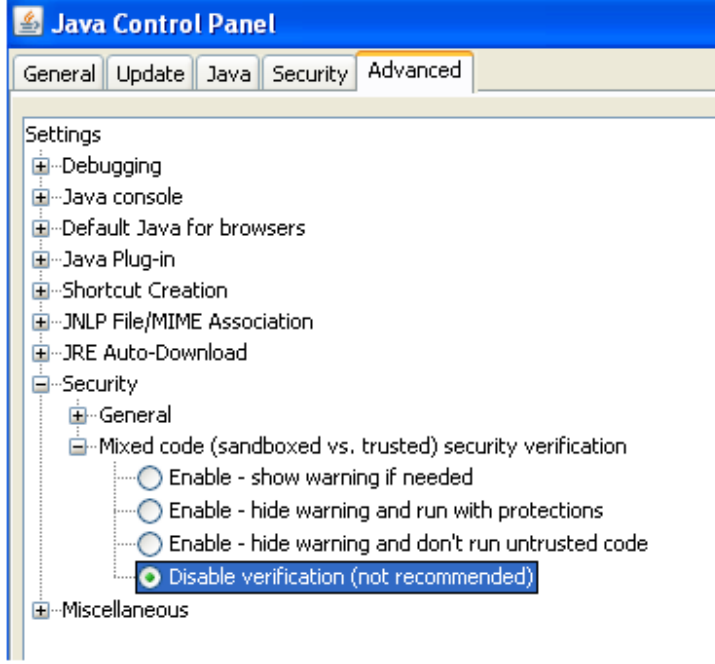 Java Control Panel
General Update Java Security Advanced
Settings
Debugging
Java console
Default Java for browsers
Java Plug-in
Shortcut Creation
JNLP File/MIME Association
JRE Auto-Download
Security
General
Mixed code (sandboxed vs. trusted) security verification
Enable - show warning if needed
Enable - hide warning and run with protections
Enable - hide warning and don't run untrusted code
Disable verification (not recommended)
Miscellaneous